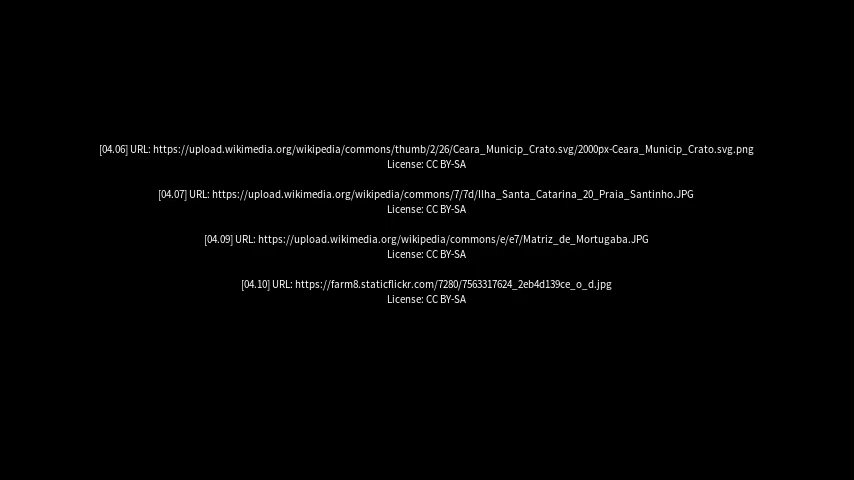 [04.06] URL: https://upload.wikimedia.org/wikipedia/commons/thumb/2/26/Ceara_Municip_Crato.svg/2000px-Ceara_Municip_Crato.svg.png
License: CC BY-SA
[04.07] URL: https://upload.wikimedia.org/wikipedia/commons/7/7d/Ilha_Santa_Catarina_20_Praia_Santinho.JPG
License: CC BY-SA
[04.09] URL: https://upload.wikimedia.org/wikipedia/commons/e/e7/Matriz_de_Mortugaba.JPG
License: CC BY-SA
[04.10] URL: https://farm8.staticflickr.com/7280/7563317624_2eb4d139ce_o_d.jpg
License: CC BY-SA